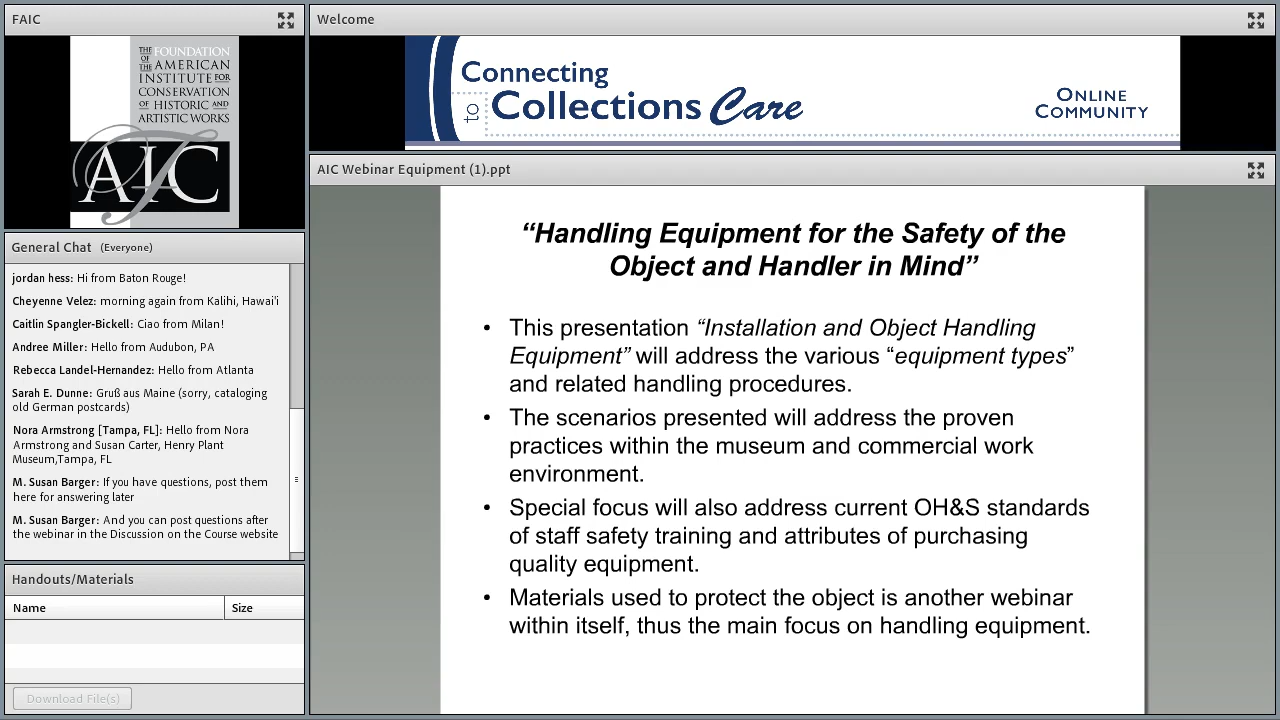 FAIC
THE FOUNDATION
OF THE AMERICAN
INSTITUTE FOR
CONSERVATION
OF HISTORIC AND
ARTISTIC WORKS
AIC
General Chat (Everyone)
jordan hess: Hi from Baton Rouge!
Cheyenne Velez: morning again from Kalihi, Hawai'i
Caitlin Spangler-Bickell: Ciao from Milan!
Andree Miller: Hello from Audubon, PA
Rebecca Landel-Hernandez: Hello from Atlanta
Sarah E. Dunne: Gruß aus Maine (sorry, cataloging
old German postcards)
Nora Armstrong [Tampa, FL]: Hello from Nora
Armstrong and Susan Carter, Henry Plant
Museum,Tampa, FL
M. Susan Barger: If you have questions, post them
here for answering later
M. Susan Barger: And you can post questions after
the webinar in the Discussion on the Course website
Handouts/Materials
Name Size
Download File(s)
Welcome
Connecting
to Collections Care
ONLINE
COMMUNITY
AIC Webinar Equipment (1).ppt
“Handling Equipment for the Safety of the
Object and Handler in Mind”
• This presentation “Installation and Object Handling
Equipment” will address the various “equipment types”
and related handling procedures.
• The scenarios presented will address the proven
practices within the museum and commercial work
environment.
• Special focus will also address current OH&S standards
of staff safety training and attributes of purchasing
quality equipment.
• Materials used to protect the object is another webinar
within itself, thus the main focus on handling equipment.